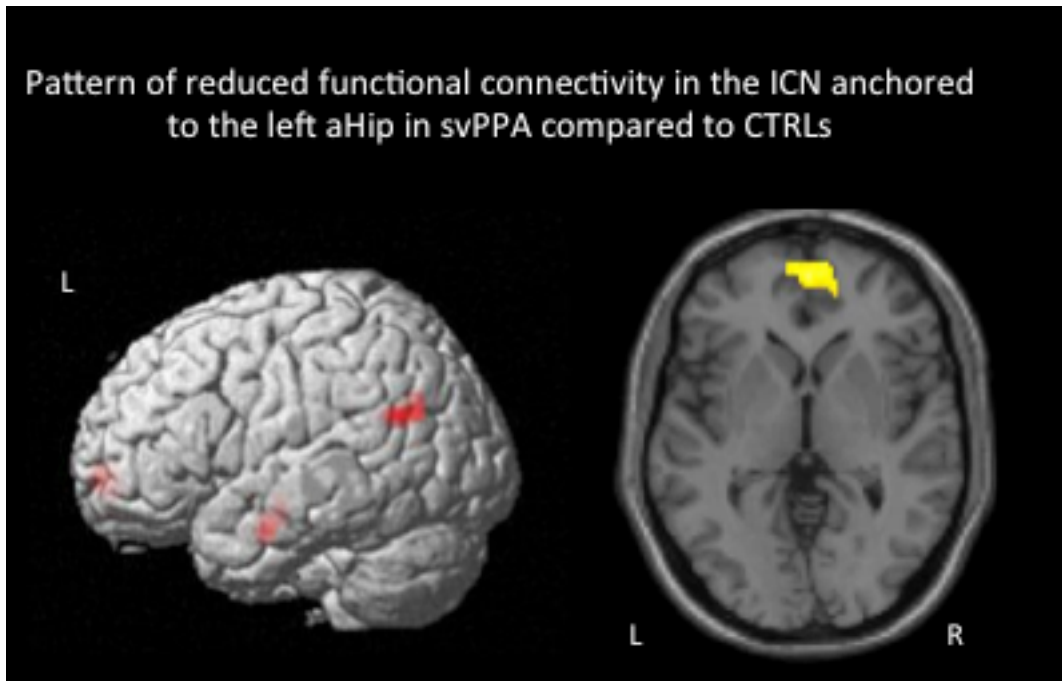 Pattern of reduced functional connectivity in the ICN anchored
to the left aHip in svPPA compared to CTRLs
L
L
R